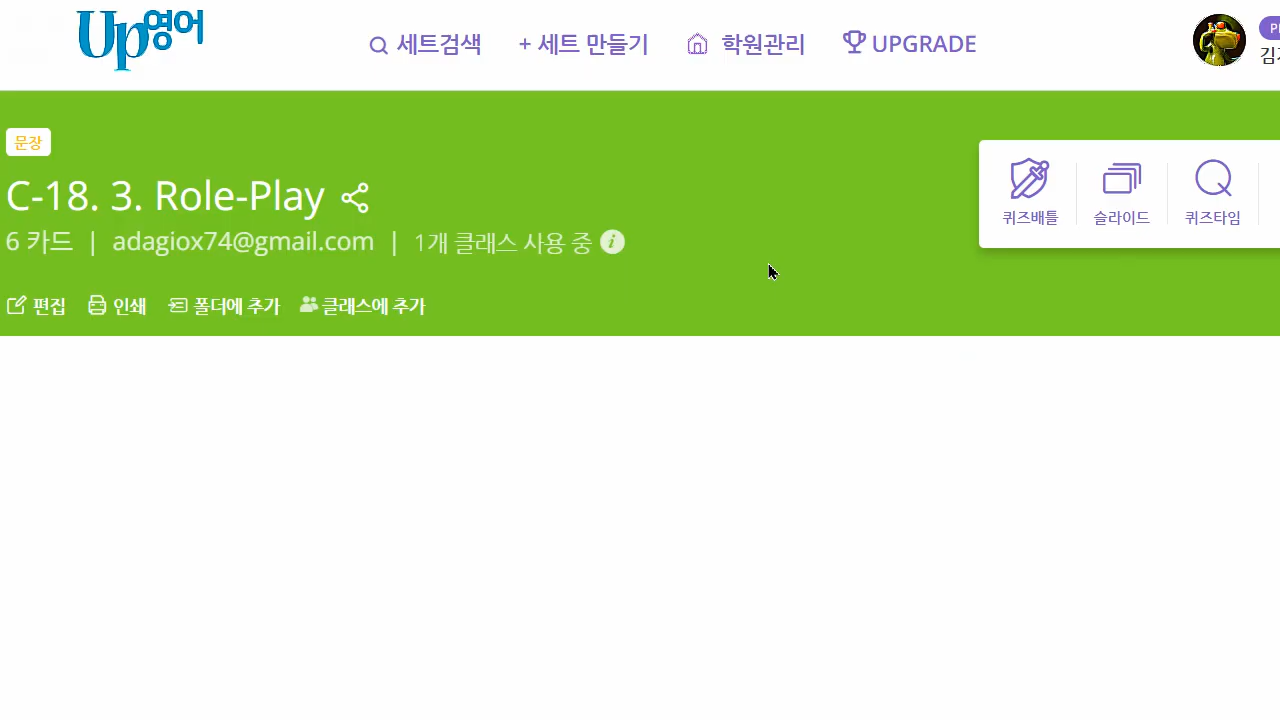 Up영어
세트검색 + 세트 만들기 학원관리 UPGRADE
문장
C-18. 3. Role-Play
6 카드 | adagiox74@gmail.com | 1개 클래스 사용 중
편집 인쇄 폴더에 추가 클래스에 추가
퀴즈배틀 슬라이드 퀴즈타임